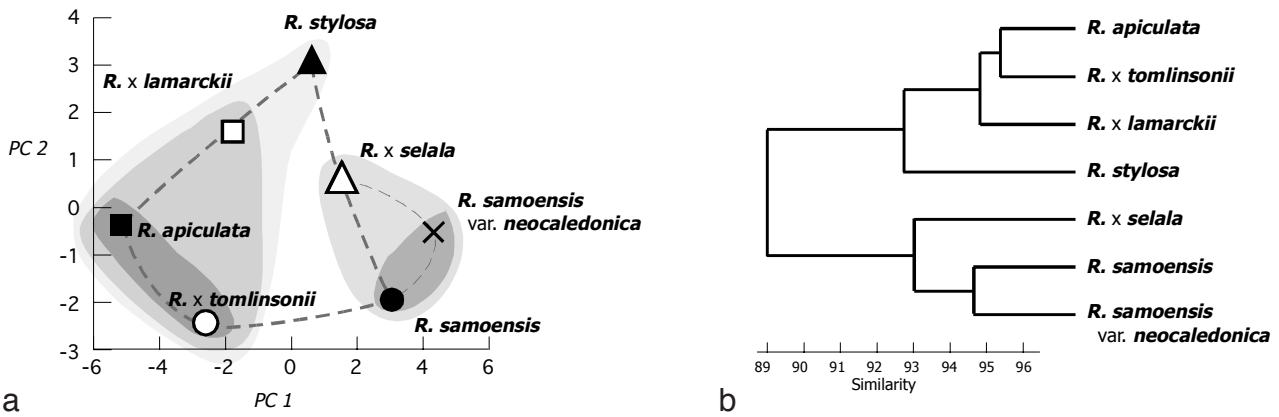 4
3
2
1
0
-1
-2
-3
PC 2
R. stylosa
R. x lamarckii
R. x selala
R. samoensis
var. neocaledonica
R. apiculata
R. x tomlinsonii
R. samoensis
-6 -4 -2 0 2 4 6
PC 1
a
R. apiculata
R. x tomlinsonii
R. x lamarckii
R. stylosa
R. x selala
R. samoensis
R. samoensis
var. neocaledonica
89 90 91 92 93 94 95 96
Similarity
b